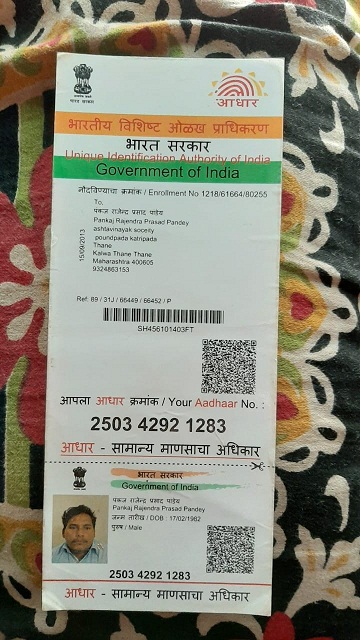 भारत सरकार
आधार
भारतीय विशिष्ट ओळख प्राधिकरण
भारत सरकार
Unique Identification Authority of India
Government of India
नोंदविण्याचा क्रमांक / Enrollment No 1218/61664/80255
To,
पंकज राजेन्द्र प्रसाद पांडेय
Pankaj Rajendra Prasad Pandey
ashtavinayak soceity
poundpada katripada
Thane
Kalwa Thane Thane
Maharashtra 400605
9324863153
15/09/2013
Ref: 89 / 31J / 66449 / 66452 / P
SH456101403FT
आपला आधार क्रमांक / Your Aadhaar No. :
2503 4292 1283
आधार - सामान्य माणसाचा अधिकार
भारत सरकार
Government of India
पंकज राजेन्द्र प्रसाद पांडेय
Pankaj Rajendra Prasad Pandey
जन्म तारीख / DOB 17/02/1982
पुरुष / Male
2503 4292 1283
आधार - सामान्य माणसाचा अधिकार